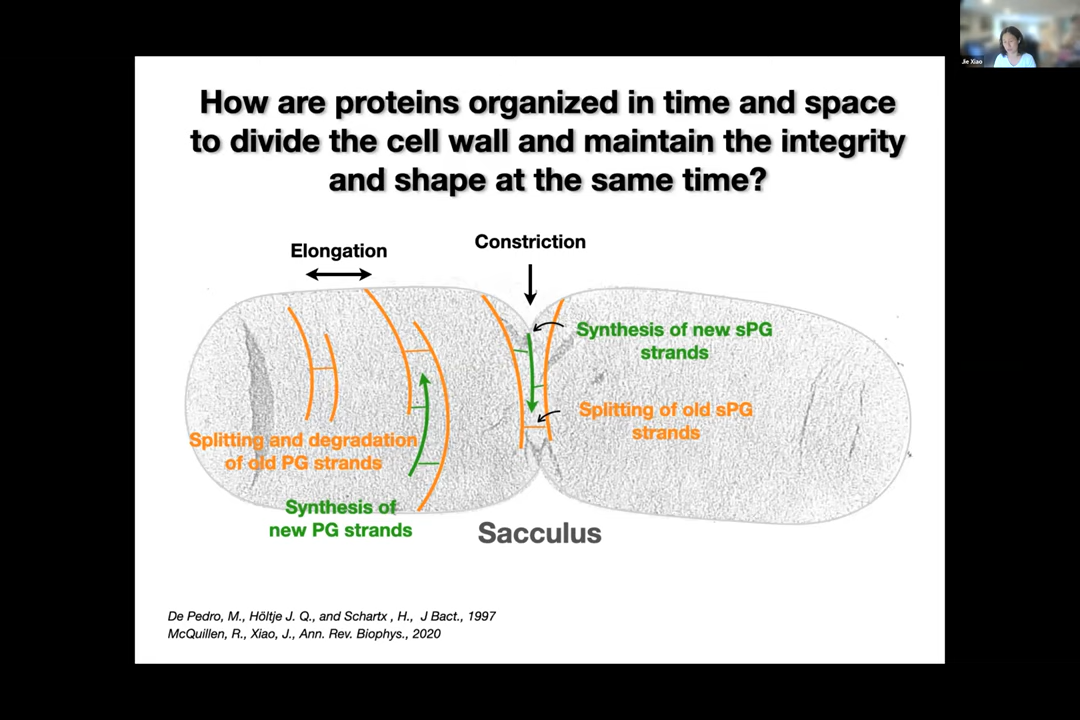 Jie Xiao
How are proteins organized in time and space
to divide the cell wall and maintain the integrity
and shape at the same time?
Elongation
Constriction
Synthesis of new sPG
strands
Splitting of old sPG
strands
Splitting and degradation
of old PG strands
Synthesis of
new PG strands
Sacculus
De Pedro, M., Höltje J. Q., and Schartx , H., J Bact., 1997
McQuillen, R., Xiao, J., Ann. Rev. Biophys., 2020